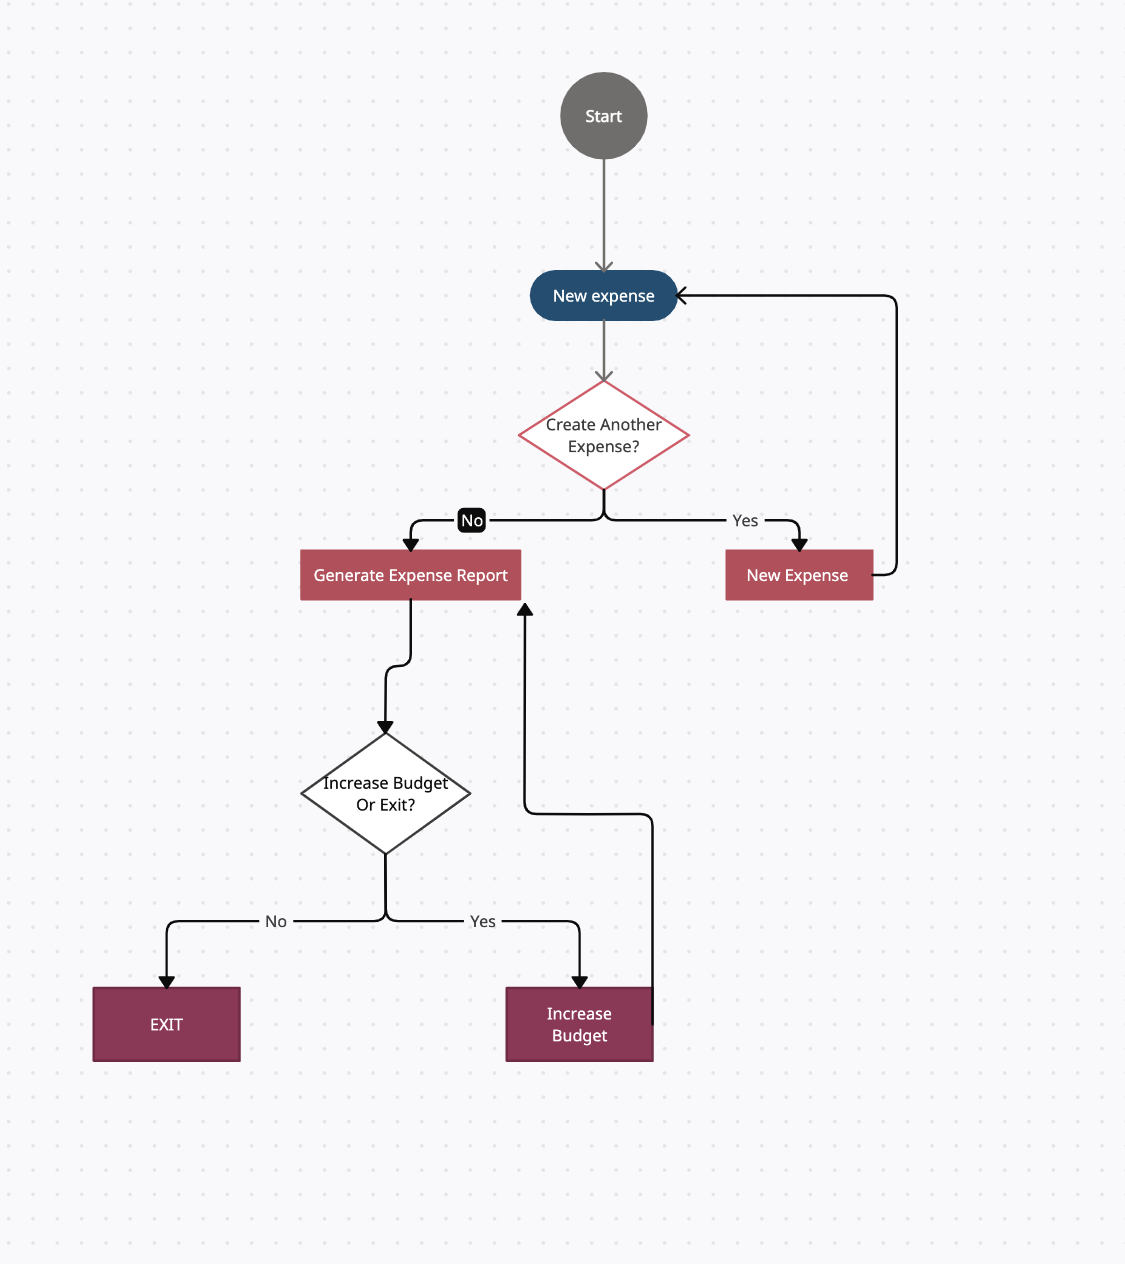 Start
New expense
Create Another
Expense?
No
Yes
Generate Expense Report
New Expense
Increase Budget
Or Exit?
No
Yes
EXIT
Increase
Budget